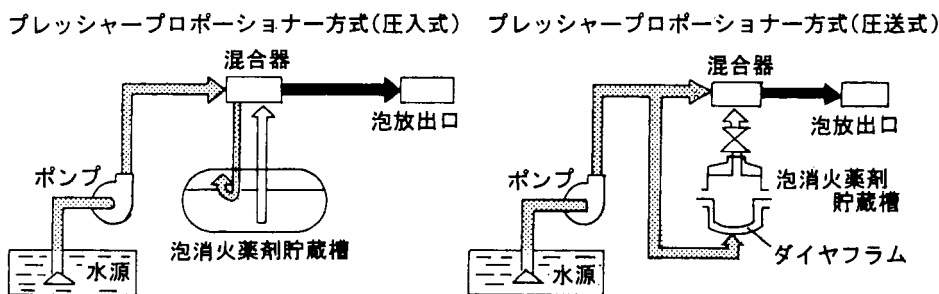 プレッシャープロポーショナー方式(圧入式)
混合器
泡放出口
ポンプ
泡消火薬剤貯蔵槽
水源
プレッシャープロポーショナー方式(圧送式)
混合器
泡放出口
ポンプ
泡消火薬剤
貯蔵槽
ダイヤフラム
水源